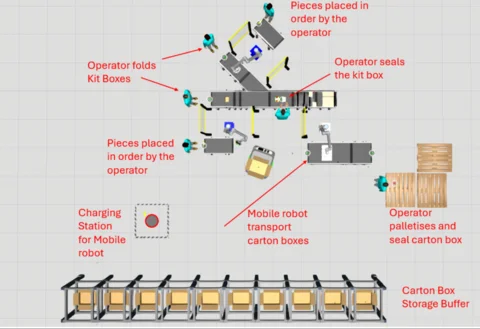 Pieces placed
in order by the
operator
Operator folds
Kit Boxes
Operator seals
the kit box
Pieces placed
in order by the
operator
Charging
Station
for Mobile
robot
Mobile robot
transport
carton boxes
Operator
palletises and
seal carton box
Carton Box
Storage Buffer